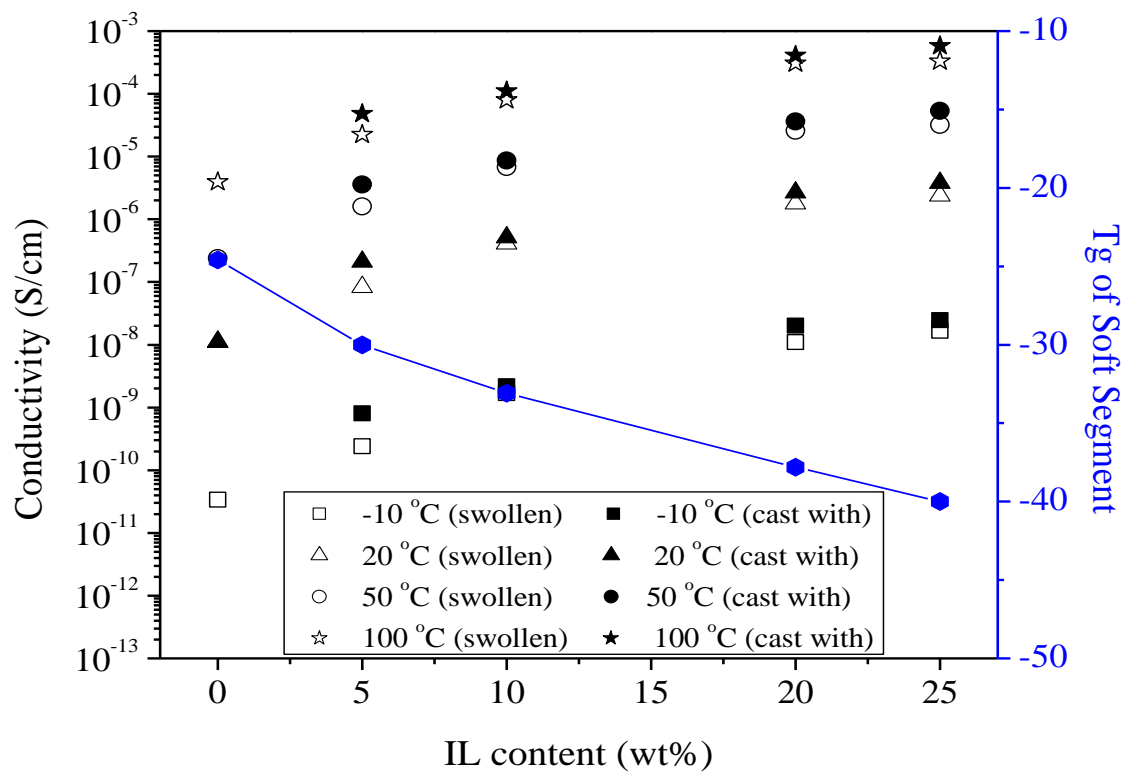 10⁻³
10⁻⁴
10⁻⁵
10⁻⁶
10⁻⁷
10⁻⁸
10⁻⁹
10⁻¹⁰
10⁻¹¹
10⁻¹²
10⁻¹³
Conductivity (S/cm)
-10 °C (swollen) -10 °C (cast with)
20 °C (swollen) 20 °C (cast with)
50 °C (swollen) 50 °C (cast with)
100 °C (swollen) 100 °C (cast with)
0 5 10 15 20 25
IL content (wt%)
-10
-20
-30
-40
-50
Tg of Soft Segment